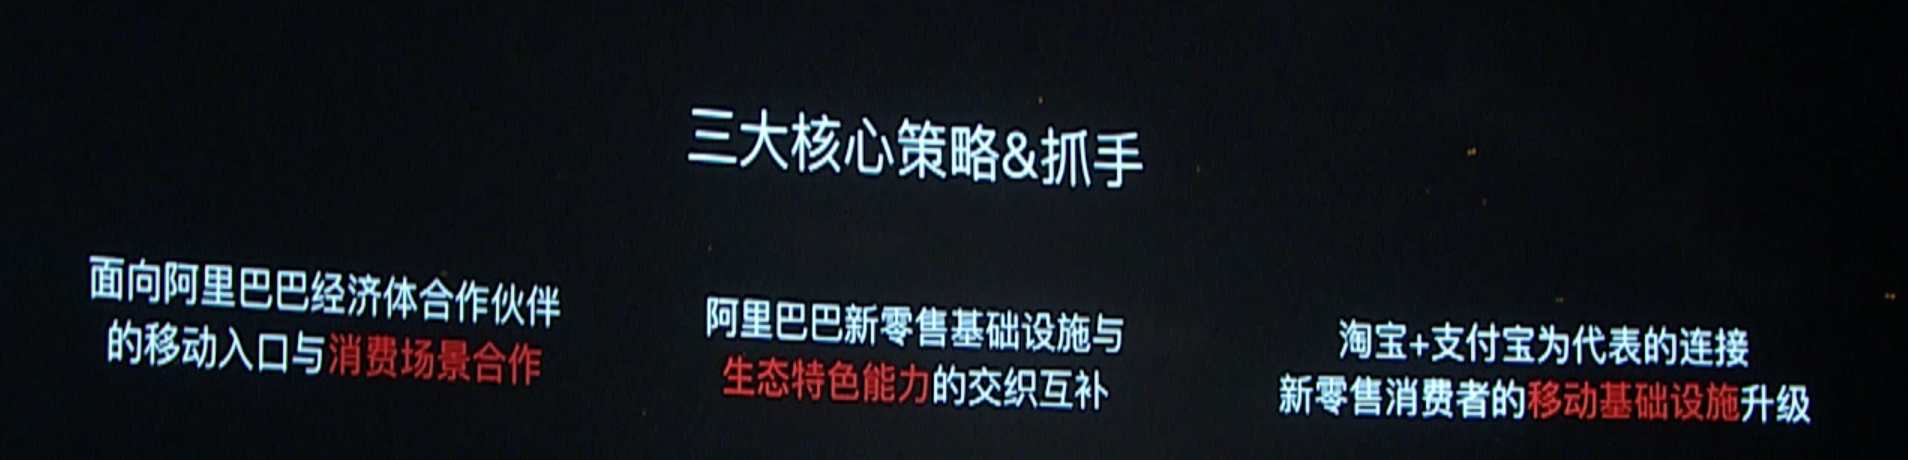 三大核心策略&抓手
面向阿里巴巴经济体合作伙伴
的移动入口与消费场景合作
阿里巴巴新零售基础设施与
生态特色能力的交织互补
淘宝+支付宝为代表的连接
新零售消费者的移动基础设施升级